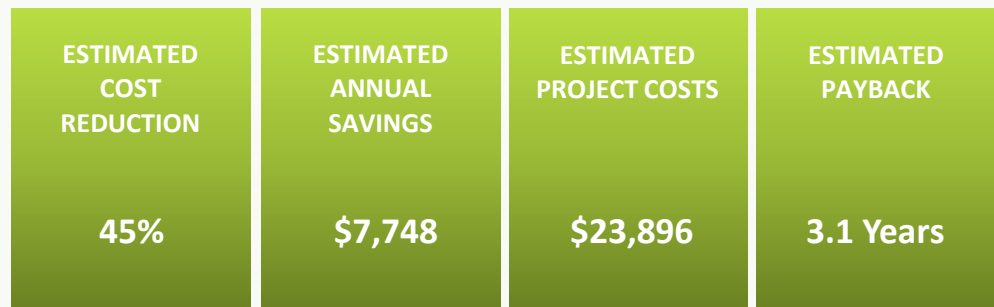 ESTIMATED
COST
REDUCTION
45%
ESTIMATED
ANNUAL
SAVINGS
$7,748
ESTIMATED
PROJECT COSTS
$23,896
ESTIMATED
PAYBACK
3.1 Years